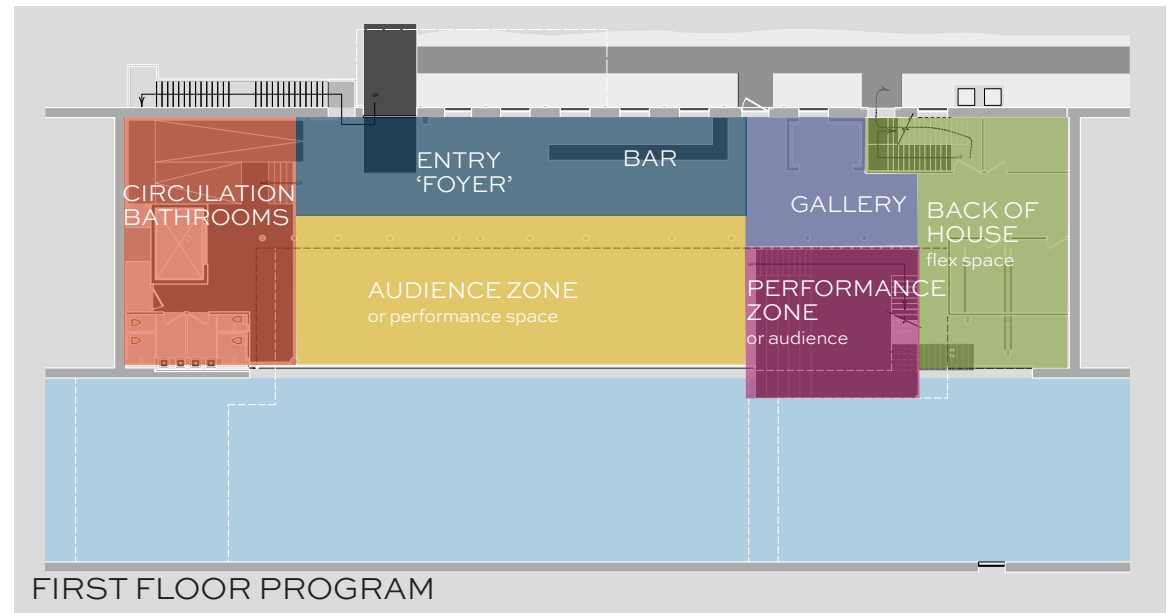 ENTRY
‘FOYER’
BAR
CIRCULATION
BATHROOMS
GALLERY
BACK OF
HOUSE
flex space
AUDIENCE ZONE
or performance space
PERFORMANCE
ZONE
or audience
FIRST FLOOR PROGRAM